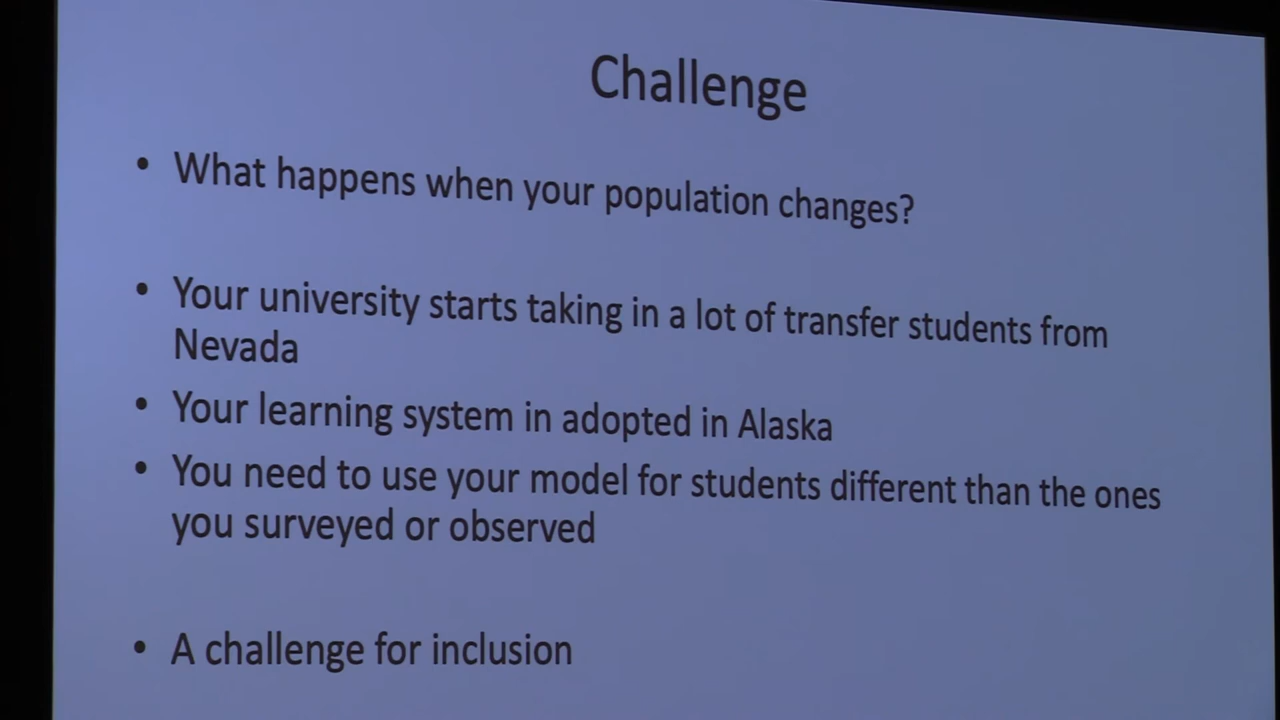 Challenge
• What happens when your population changes?
• Your university starts taking in a lot of transfer students from
Nevada
• Your learning system in adopted in Alaska
• You need to use your model for students different than the ones
you surveyed or observed
• A challenge for inclusion